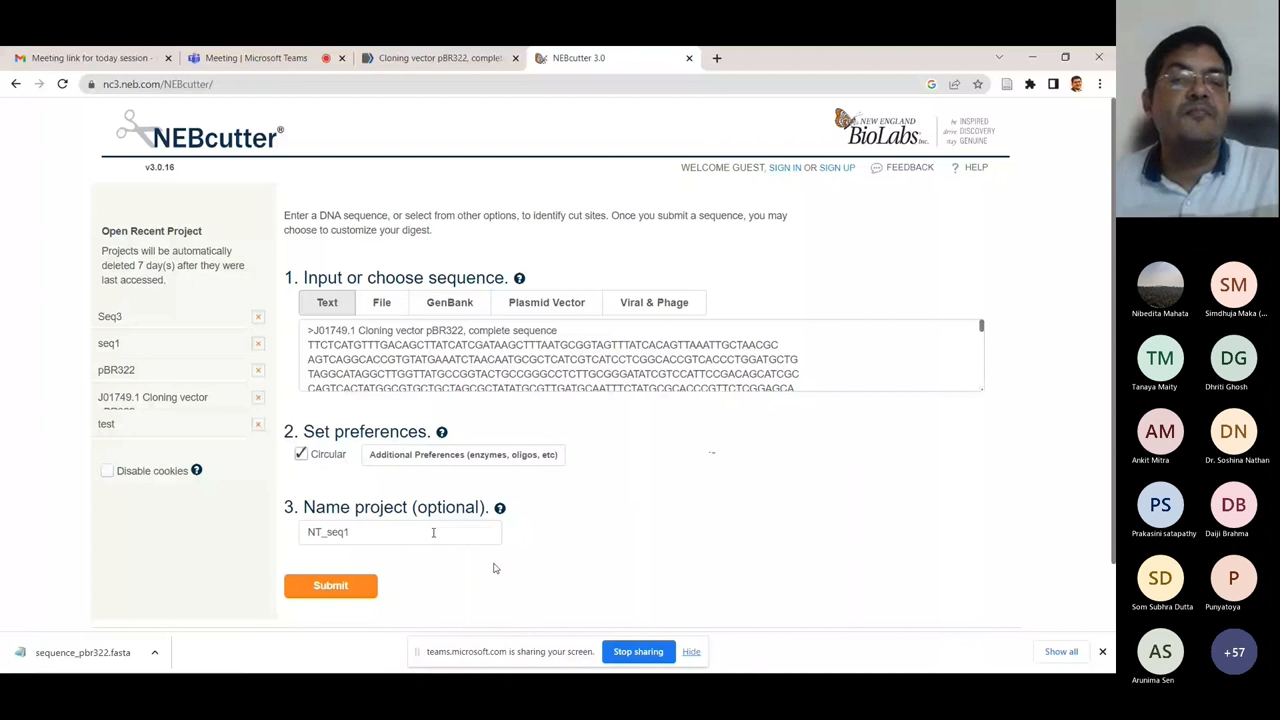 Meeting link for today session -
Meeting | Microsoft Teams
Cloning vector pBR322, complet
NEBcutter 3.0
nc3.neb.com/NEBcutter/
NEBcutter®
v3.0.16
NEW ENGLAND
BioLabs Inc.
be INSPIRED
drive DISCOVERY
stay GENUINE
WELCOME GUEST, SIGN IN OR SIGN UP
FEEDBACK
? HELP
Open Recent Project
Projects will be automatically
deleted 7 day(s) after they were
last accessed.
Seq3
seq1
pBR322
J01749.1 Cloning vector
test
Disable cookies ?
Enter a DNA sequence, or select from other options, to identify cut sites. Once you submit a sequence, you may
choose to customize your digest.
1. Input or choose sequence. ?
Text File GenBank Plasmid Vector Viral & Phage
>J01749.1 Cloning vector pBR322, complete sequence
TTCTCATGTTTGACAGCTTATCATCGATAAGCTTTAATGCGGTAGTTTATCACAGTTAAATTGCTAACGC
AGTCAGGCACCGTGTATGAAATCTAACAATGCGCTCATCGTCATCCTCGGCACCGTCACCCTGGATGCTG
TAGGCATAGGCTTGGTTATGCCGGTACTGCCGGGCCTCTTGCGGGATATCGTCCATTCCGACAGCATCGC
CAGTCACTATGGCGTGCTGCTAGCGCTATATGCGTTGATGCAATTTCTATGCGCACCCGTTCTCGGAGCA
2. Set preferences. ?
Circular
Additional Preferences (enzymes, oligos, etc)
3. Name project (optional). ?
NT_seq1
Submit
sequence_pbr322.fasta
teams.microsoft.com is sharing your screen.
Stop sharing
Hide
Show all
Nibedita Mahata
SM
Simdhuja Maka (...
TM
Tanaya Maity
DG
Dhriti Ghosh
AM
Ankit Mitra
DN
Dr. Soshina Nathan
PS
Prakasini satapathy
DB
Daiji Brahma
SD
Som Subhra Dutta
P
Punyatoya
AS
Arunima Sen
+57